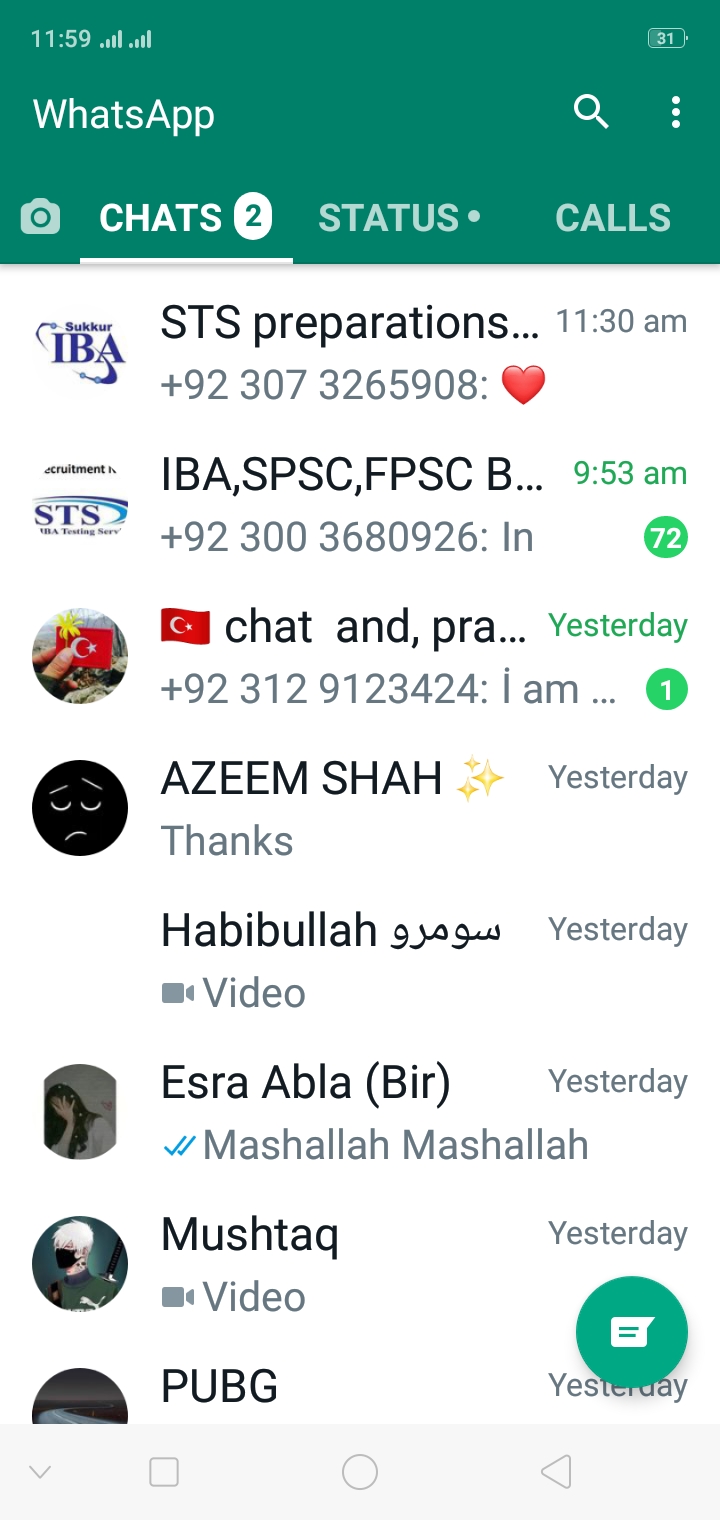 11:59
31
WhatsApp
CHATS 2 STATUS • CALLS
Sukkur
IBA
STS preparations... 11:30 am
+92 307 3265908: ❤️
ecruitment
STS
IBA Testing Serv
IBA,SPSC,FPSC B... 9:53 am
+92 300 3680926: In 72
🇹🇷 chat and, pra... Yesterday
+92 312 9123424: İ am ... 1
AZEEM SHAH ✨ Yesterday
Thanks
Habibullah سومرو Yesterday
Video
Esra Abla (Bir) Yesterday
Mashallah Mashallah
Mushtaq Yesterday
Video
PUBG Yesterday